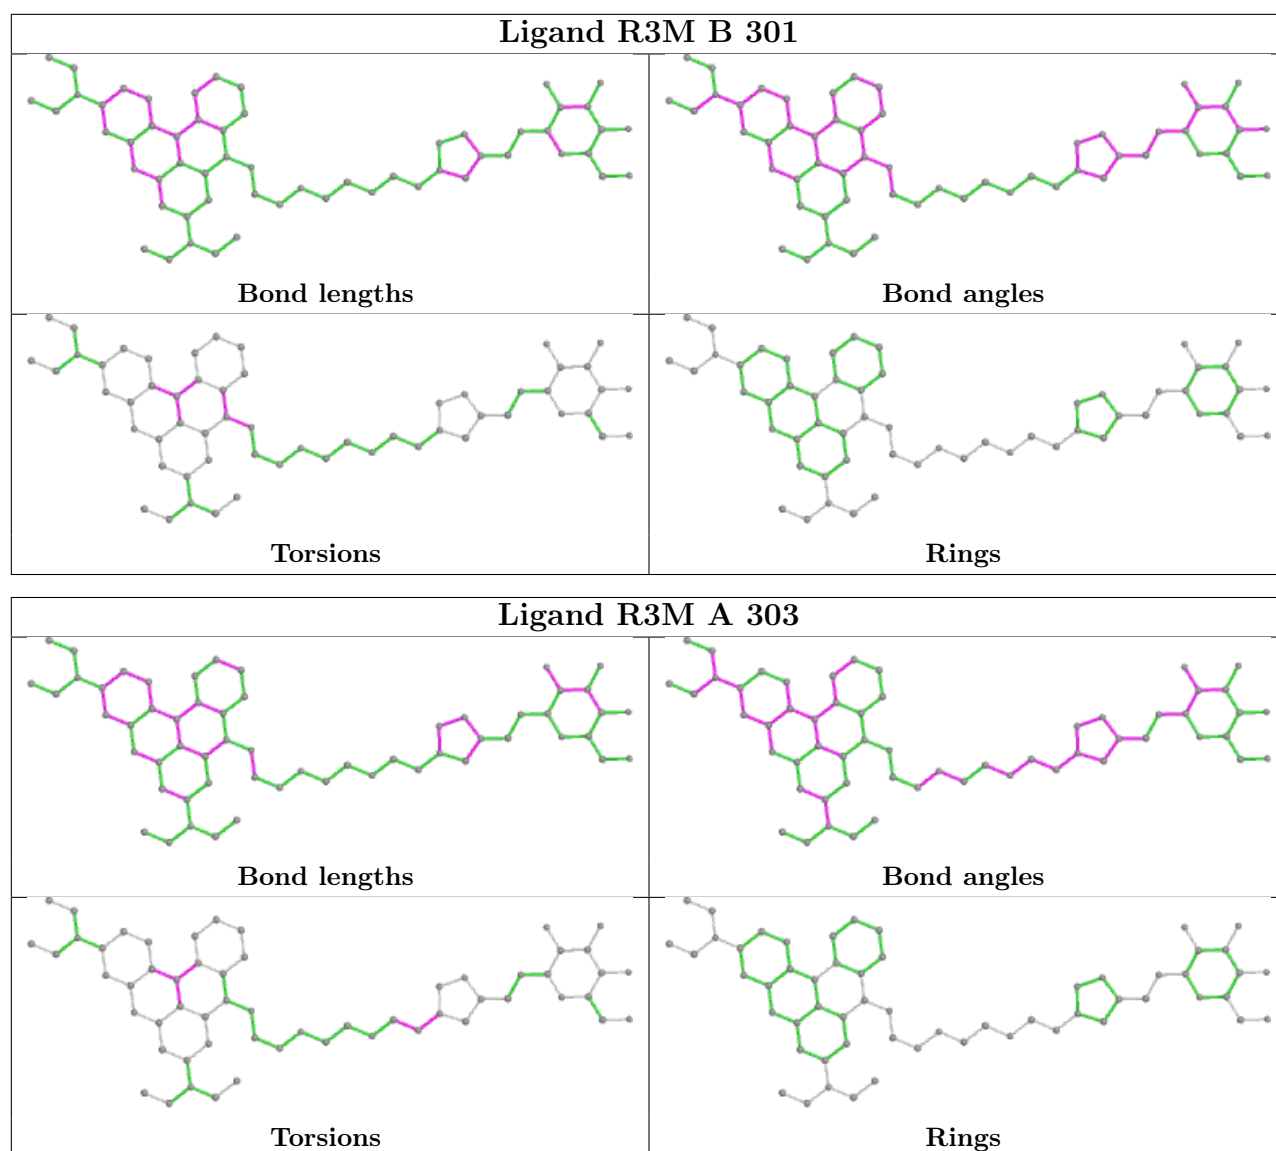 Ligand R3M B 301
Bond lengths
Bond angles
Torsions
Rings
Ligand R3M A 303
Bond lengths
Bond angles
Torsions
Rings